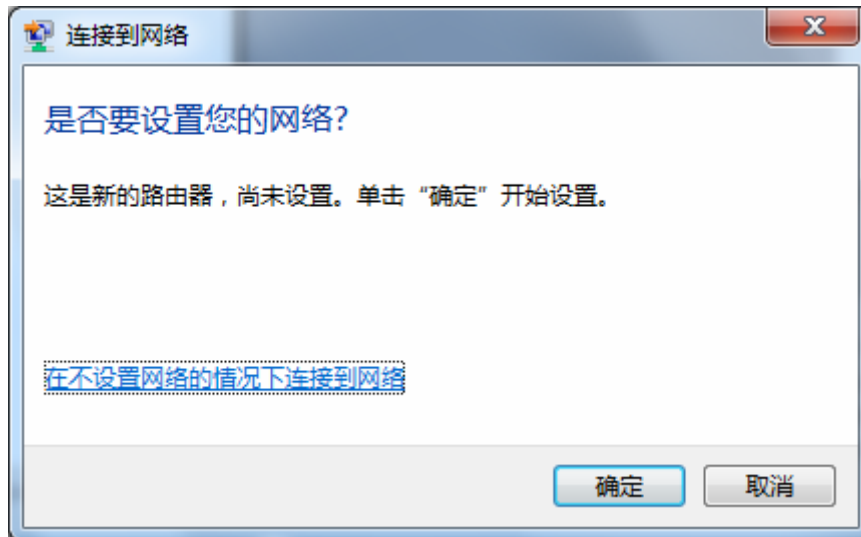 连接到网络
是否要设置您的网络?
这是新的路由器，尚未设置。单击“确定”开始设置。
在不设置网络的情况下连接到网络
确定
取消